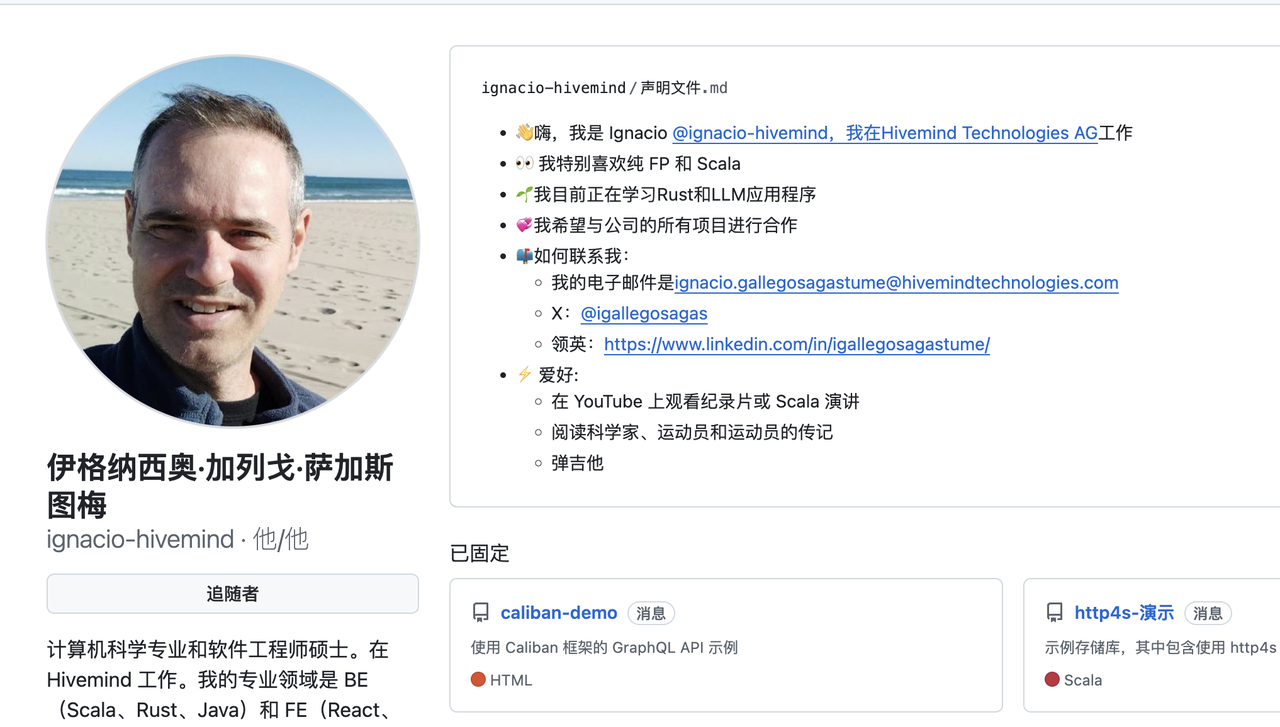 伊格纳西奥·加列戈·萨加斯
图梅
ignacio-hivemind · 他/他
追随者
计算机科学专业和软件工程师硕士。在
Hivemind 工作。我的专业领域是 BE
（Scala、Rust、Java）和 FE（React、
ignacio-hivemind/声明文件.md
👋嗨，我是 Ignacio @ignacio-hivemind，我在Hivemind Technologies AG工作
👀 我特别喜欢纯 FP 和 Scala
🌱我目前正在学习Rust和LLM应用程序
💞️我希望与公司的所有项目进行合作
📫如何联系我：
我的电子邮件是ignacio.gallegosagastume@hivemindtechnologies.com
X：@igallegosagas
领英：https://www.linkedin.com/in/igallegosagastume/
⚡ 爱好:
在 YouTube 上观看纪录片或 Scala 演讲
阅读科学家、运动员和运动员的传记
弹吉他
已固定
caliban-demo 消息
使用 Caliban 框架的 GraphQL API 示例
HTML
http4s-演示 消息
示例存储库，其中包含使用 http4s
Scala